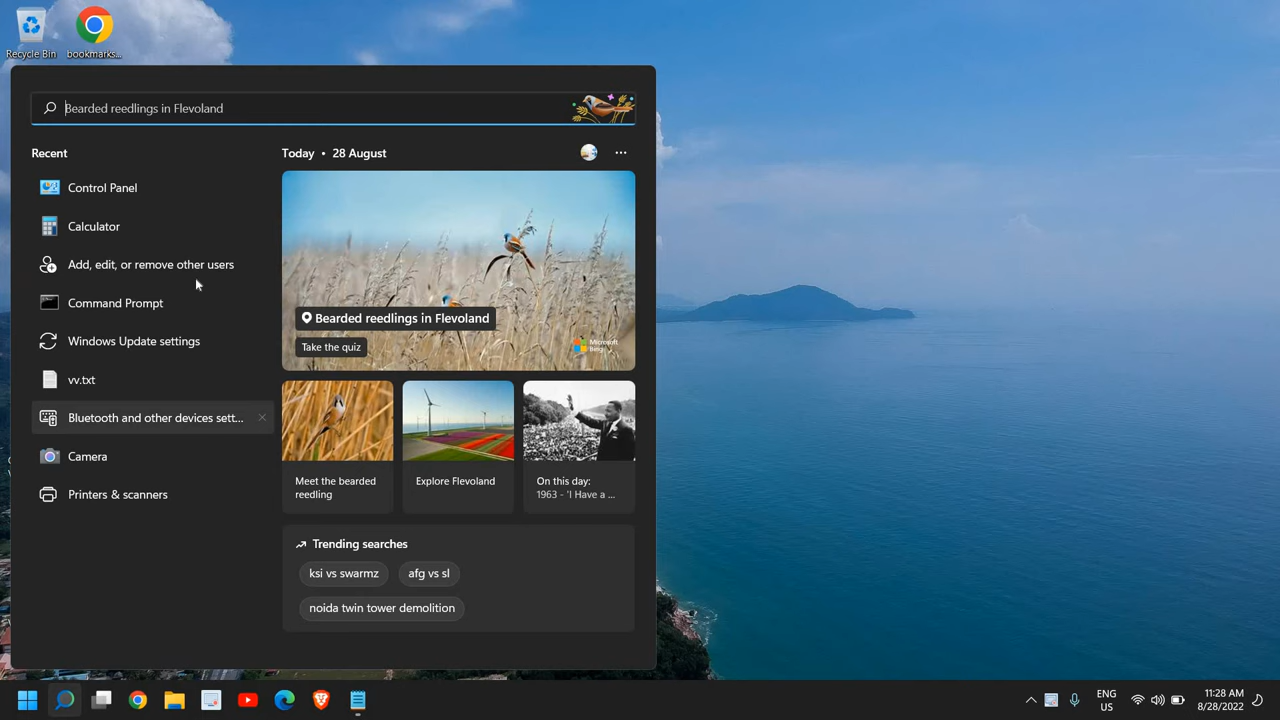 Recycle Bin
bookmarks...
Bearded reedlings in Flevoland
Recent
Control Panel
Calculator
Add, edit, or remove other users
Command Prompt
Windows Update settings
vv.txt
Bluetooth and other devices sett...
Camera
Printers & scanners
Today • 28 August
Bearded reedlings in Flevoland
Take the quiz
Microsoft
Bing
Meet the bearded
reedling
Explore Flevoland
On this day:
1963 - 'I Have a ...
Trending searches
ksi vs swarmz
afg vs sl
noida twin tower demolition
ENG
US
11:28 AM
8/28/2022